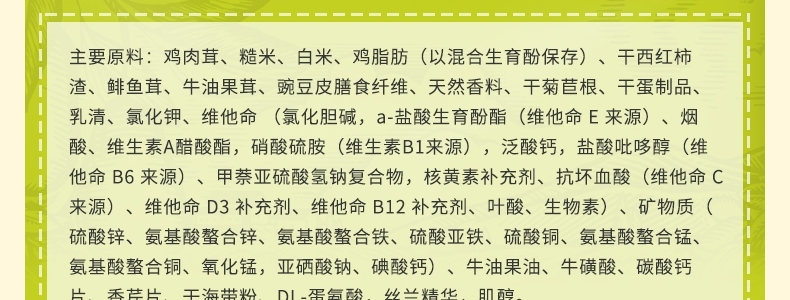 主要原料：鸡肉茸、糙米、白米、鸡脂肪（以混合生育酚保存）、干西红柿
渣、鲱鱼茸、牛油果茸、豌豆皮膳食纤维、天然香料、干菊苣根、干蛋制品、
乳清、氯化钾、维他命 （氯化胆碱，a-盐酸生育酚酯（维他命 E 来源）、烟
酸、维生素A醋酸酯，硝酸硫胺（维生素B1来源），泛酸钙，盐酸吡哆醇（维
他命 B6 来源）、甲萘亚硫酸氢钠复合物，核黄素补充剂、抗坏血酸（维他命 C
来源）、维他命 D3 补充剂、维他命 B12 补充剂、叶酸、生物素）、矿物质（
硫酸锌、氨基酸螯合锌、氨基酸螯合铁、硫酸亚铁、硫酸铜、氨基酸螯合锰、
氨基酸螯合铜、氧化锰，亚硒酸钠、碘酸钙）、牛油果油、牛磺酸、碳酸钙
片、香芹片、干海带粉、DL-蛋氨酸，丝兰精华，肌醇。